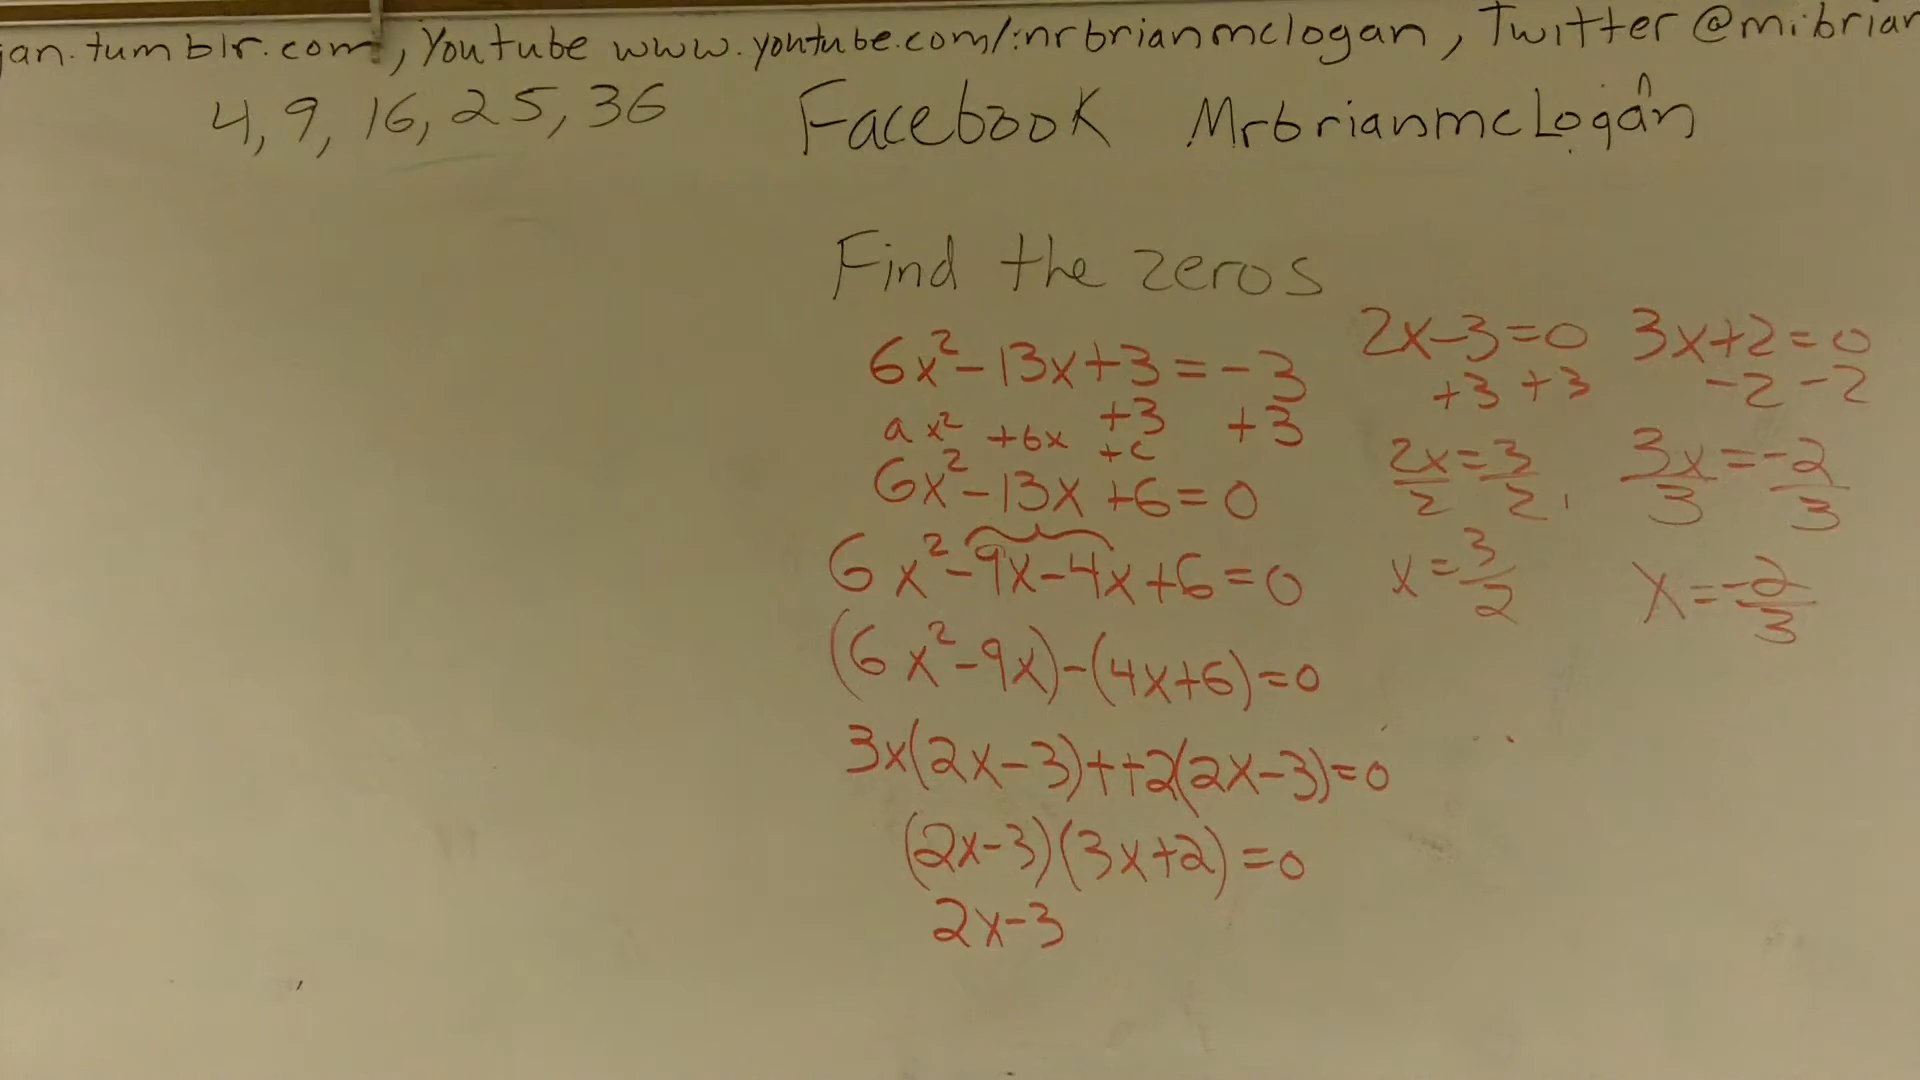 jan.tumblr.com, Youtube www.youtube.com/mrbrianmclogan, Twitter @mrbrian
4, 9, 16, 25, 36
Facebook MrbrianmcLogan
Find the zeros
6x² - 13x + 3 = -3
+3 +3
ax² + bx + c
6x² - 13x + 6 = 0
6x² - 9x - 4x + 6 = 0
(6x² - 9x) - (4x + 6) = 0
3x(2x - 3) + +2(2x - 3) = 0
(2x - 3)(3x + 2) = 0
2x - 3
2x - 3 = 0
+3 +3
2x/2 = 3/2
x = 3/2
3x + 2 = 0
-2 -2
3x/3 = -2/3
x = -2/3